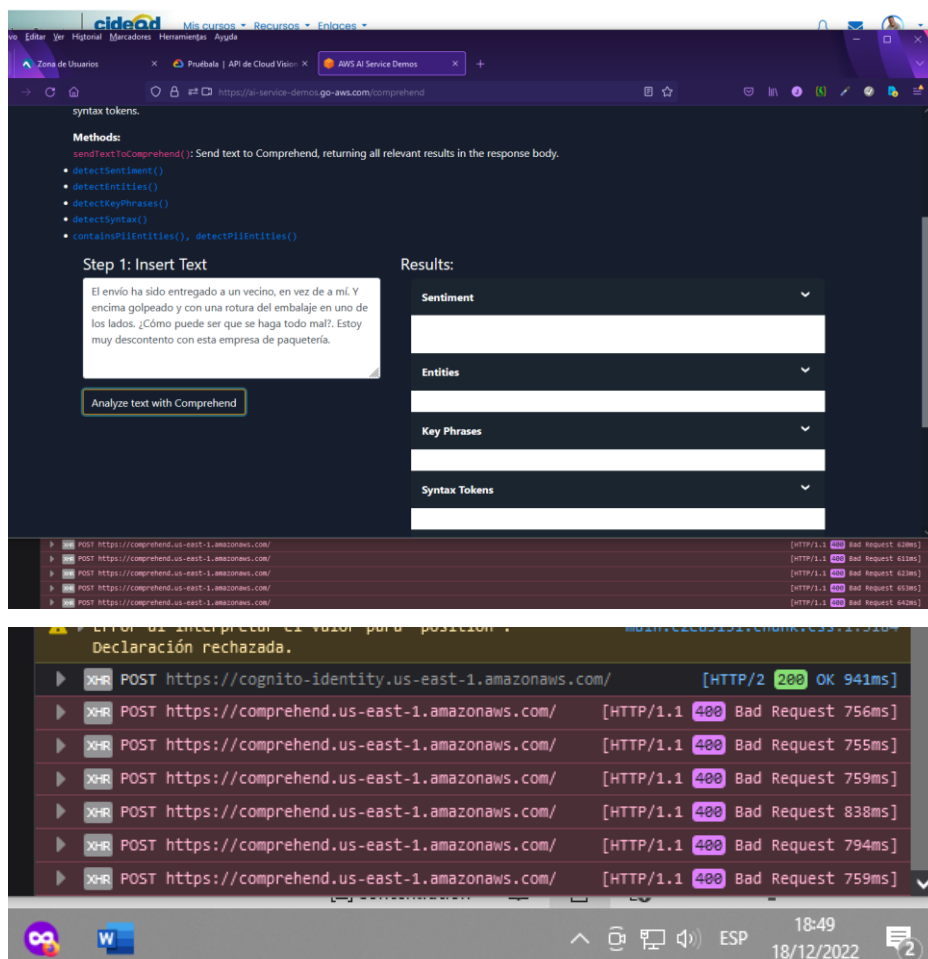 cidead Mis cursos Recursos Enlaces
Editar Ver Historial Marcadores Herramientas Ayuda
Zona de Usuarios × Pruébala | API de Cloud Vision × AWS AI Service Demos × +
https://ai-service-demos.go-aws.com/comprehend
syntax tokens.
Methods:
sendTextToComprehend(): Send text to Comprehend, returning all relevant results in the response body.
• detectSentiment()
• detectEntities()
• detectKeyPhrases()
• detectSyntax()
• containsPiiEntities(), detectPiiEntities()
Step 1: Insert Text
El envío ha sido entregado a un vecino, en vez de a mí. Y
encima golpeado y con una rotura del embalaje en uno de
los lados. ¿Cómo puede ser que se haga todo mal?. Estoy
muy descontento con esta empresa de paquetería.
Analyze text with Comprehend
Results:
Sentiment
Entities
Key Phrases
Syntax Tokens
XHR POST https://comprehend.us-east-1.amazonaws.com/ [HTTP/1.1 400 Bad Request 620ms]
XHR POST https://comprehend.us-east-1.amazonaws.com/ [HTTP/1.1 400 Bad Request 611ms]
XHR POST https://comprehend.us-east-1.amazonaws.com/ [HTTP/1.1 400 Bad Request 623ms]
XHR POST https://comprehend.us-east-1.amazonaws.com/ [HTTP/1.1 400 Bad Request 653ms]
XHR POST https://comprehend.us-east-1.amazonaws.com/ [HTTP/1.1 400 Bad Request 642ms]
Error al interpretar el valor para 'position'.
Declaración rechazada.
XHR POST https://cognito-identity.us-east-1.amazonaws.com/ [HTTP/2 200 OK 941ms]
XHR POST https://comprehend.us-east-1.amazonaws.com/ [HTTP/1.1 400 Bad Request 756ms]
XHR POST https://comprehend.us-east-1.amazonaws.com/ [HTTP/1.1 400 Bad Request 755ms]
XHR POST https://comprehend.us-east-1.amazonaws.com/ [HTTP/1.1 400 Bad Request 759ms]
XHR POST https://comprehend.us-east-1.amazonaws.com/ [HTTP/1.1 400 Bad Request 838ms]
XHR POST https://comprehend.us-east-1.amazonaws.com/ [HTTP/1.1 400 Bad Request 794ms]
XHR POST https://comprehend.us-east-1.amazonaws.com/ [HTTP/1.1 400 Bad Request 759ms]
ESP
18:49
18/12/2022
2